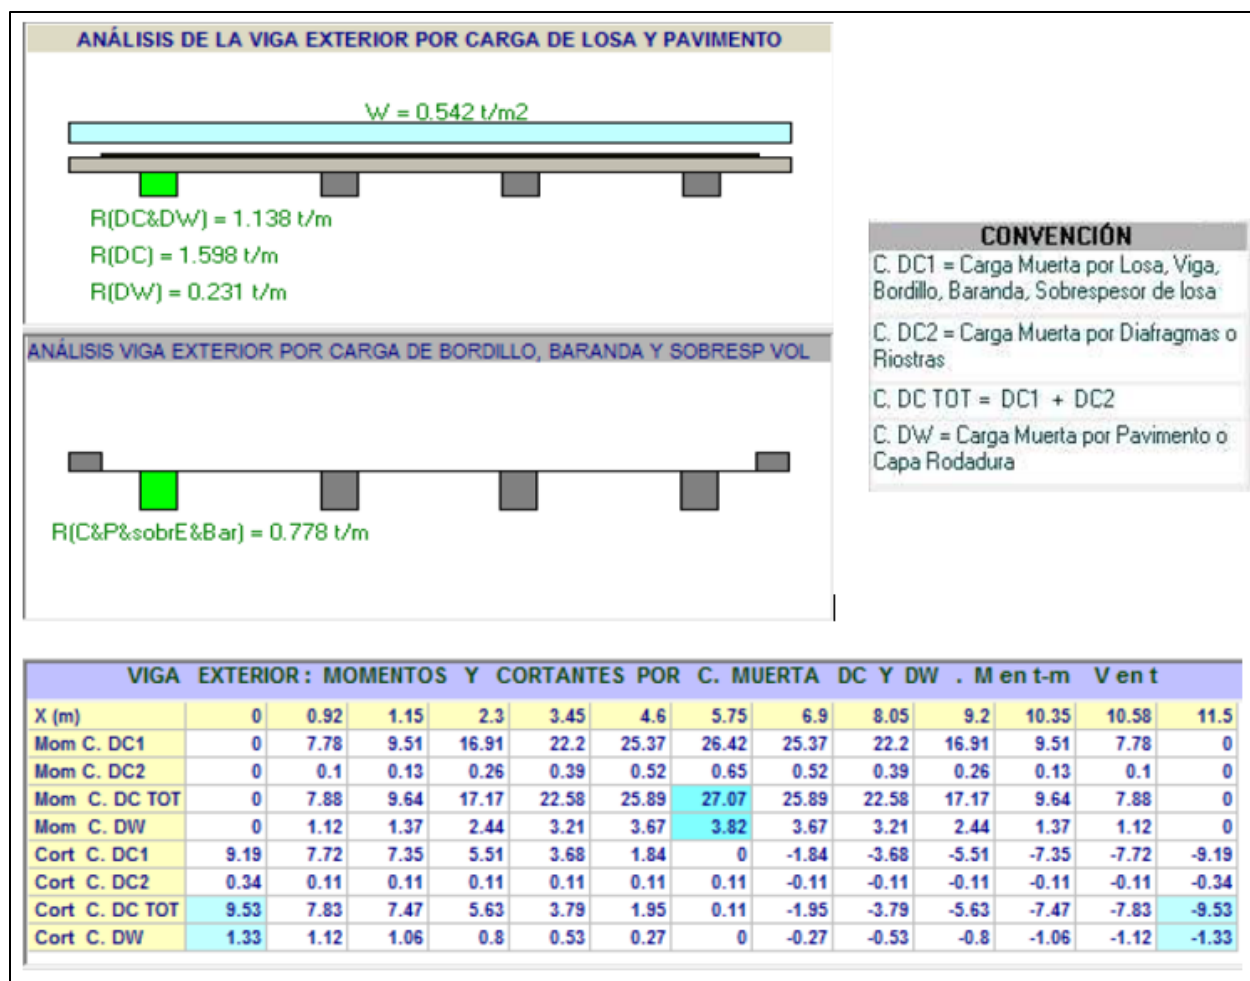 ANÁLISIS DE LA VIGA EXTERIOR POR CARGA DE LOSA Y PAVIMENTO
W = 0.542 t/m2
R(DC&DW) = 1.138 t/m
R(DC) = 1.598 t/m
R(DW) = 0.231 t/m
ANÁLISIS VIGA EXTERIOR POR CARGA DE BORDILLO, BARANDA Y SOBRESP VOL
R(C&P&sobrE&Bar) = 0.778 t/m
CONVENCIÓN
C. DC1 = Carga Muerta por Losa, Viga,
Bordillo, Baranda, Sobrespesor de losa
C. DC2 = Carga Muerta por Diafragmas o
Riostras
C. DC TOT = DC1 + DC2
C. DW = Carga Muerta por Pavimento o
Capa Rodadura
VIGA EXTERIOR: MOMENTOS Y CORTANTES POR C. MUERTA DC Y DW . M en t-m V en t
X (m) 0 0.92 1.15 2.3 3.45 4.6 5.75 6.9 8.05 9.2 10.35 10.58 11.5
Mom C. DC1 0 7.78 9.51 16.91 22.2 25.37 26.42 25.37 22.2 16.91 9.51 7.78 0
Mom C. DC2 0 0.1 0.13 0.26 0.39 0.52 0.65 0.52 0.39 0.26 0.13 0.1 0
Mom C. DC TOT 0 7.88 9.64 17.17 22.58 25.89 27.07 25.89 22.58 17.17 9.64 7.88 0
Mom C. DW 0 1.12 1.37 2.44 3.21 3.67 3.82 3.67 3.21 2.44 1.37 1.12 0
Cort C. DC1 9.19 7.72 7.35 5.51 3.68 1.84 0 -1.84 -3.68 -5.51 -7.35 -7.72 -9.19
Cort C. DC2 0.34 0.11 0.11 0.11 0.11 0.11 0.11 -0.11 -0.11 -0.11 -0.11 -0.11 -0.34
Cort C. DC TOT 9.53 7.83 7.47 5.63 3.79 1.95 0.11 -1.95 -3.79 -5.63 -7.47 -7.83 -9.53
Cort C. DW 1.33 1.12 1.06 0.8 0.53 0.27 0 -0.27 -0.53 -0.8 -1.06 -1.12 -1.33